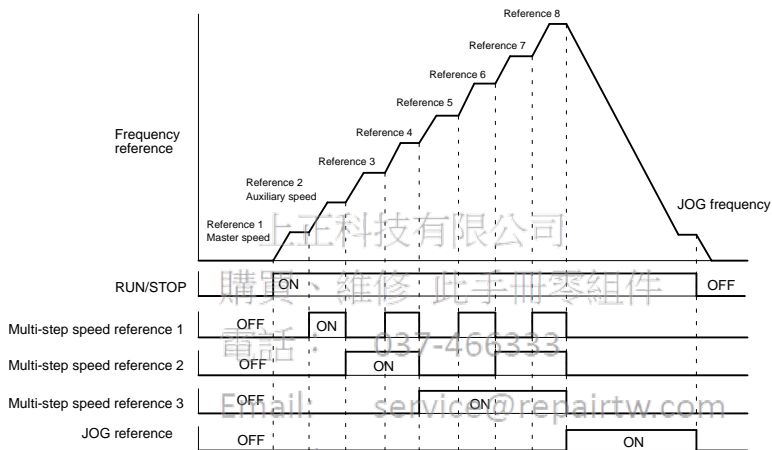 Reference 8
Reference 7
Reference 6
Reference 5
Reference 4
Reference 3
Reference 2
Auxiliary speed
Reference 1
Master speed
Frequency
reference
JOG frequency
上正科技有限公司
RUN/STOP
ON
OFF
購買、維修 此手冊零組件
Multi-step speed reference 1
OFF
ON
電話： 037-466333
Multi-step speed reference 2
OFF
ON
Multi-step speed reference 3
OFF
ON
Email: service@repairtw.com
JOG reference
OFF
ON